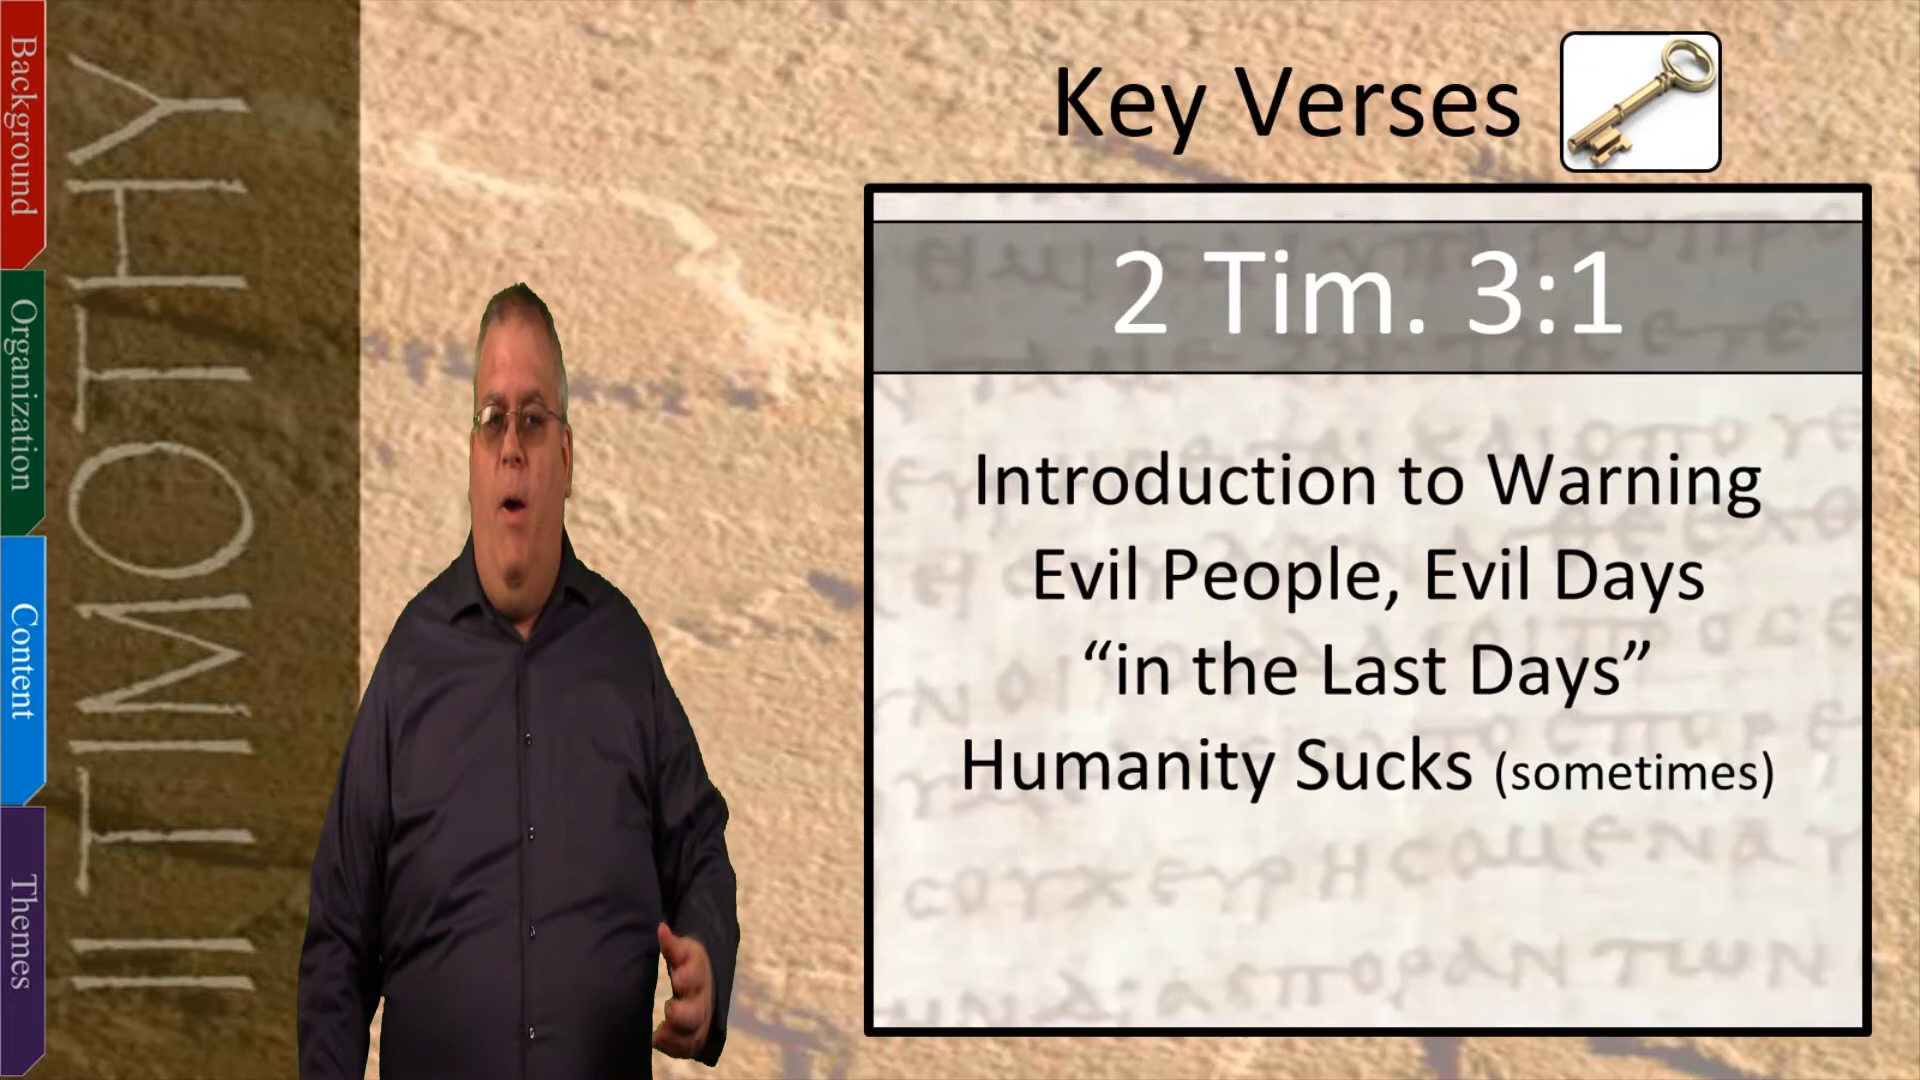 Background
Organization
Content
Themes
II TIMOTHY
Key Verses
2 Tim. 3:1
Introduction to Warning
Evil People, Evil Days
“in the Last Days”
Humanity Sucks (sometimes)